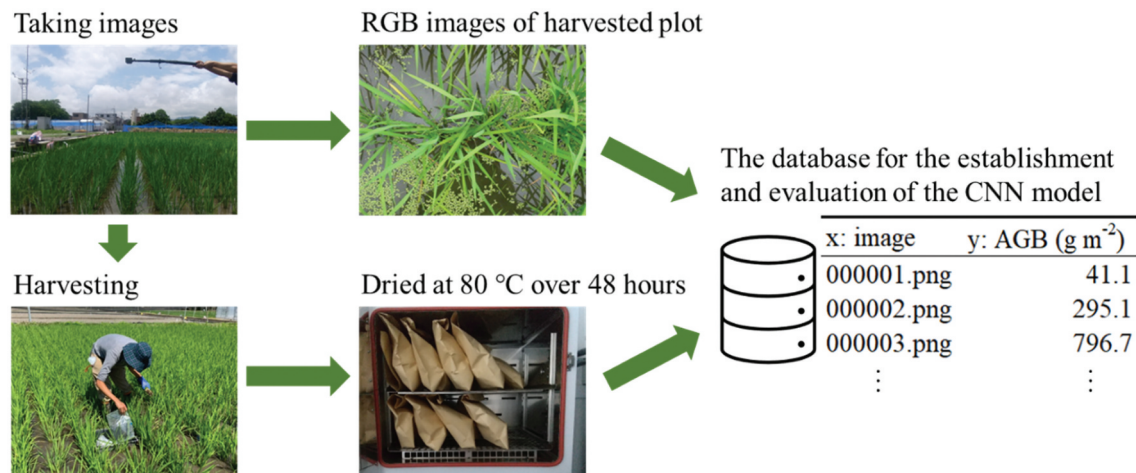 Taking images
RGB images of harvested plot
The database for the establishment
and evaluation of the CNN model
x: image y: AGB (g m⁻²)
000001.png 41.1
000002.png 295.1
000003.png 796.7
⋮ ⋮
Harvesting
Dried at 80 ℃ over 48 hours